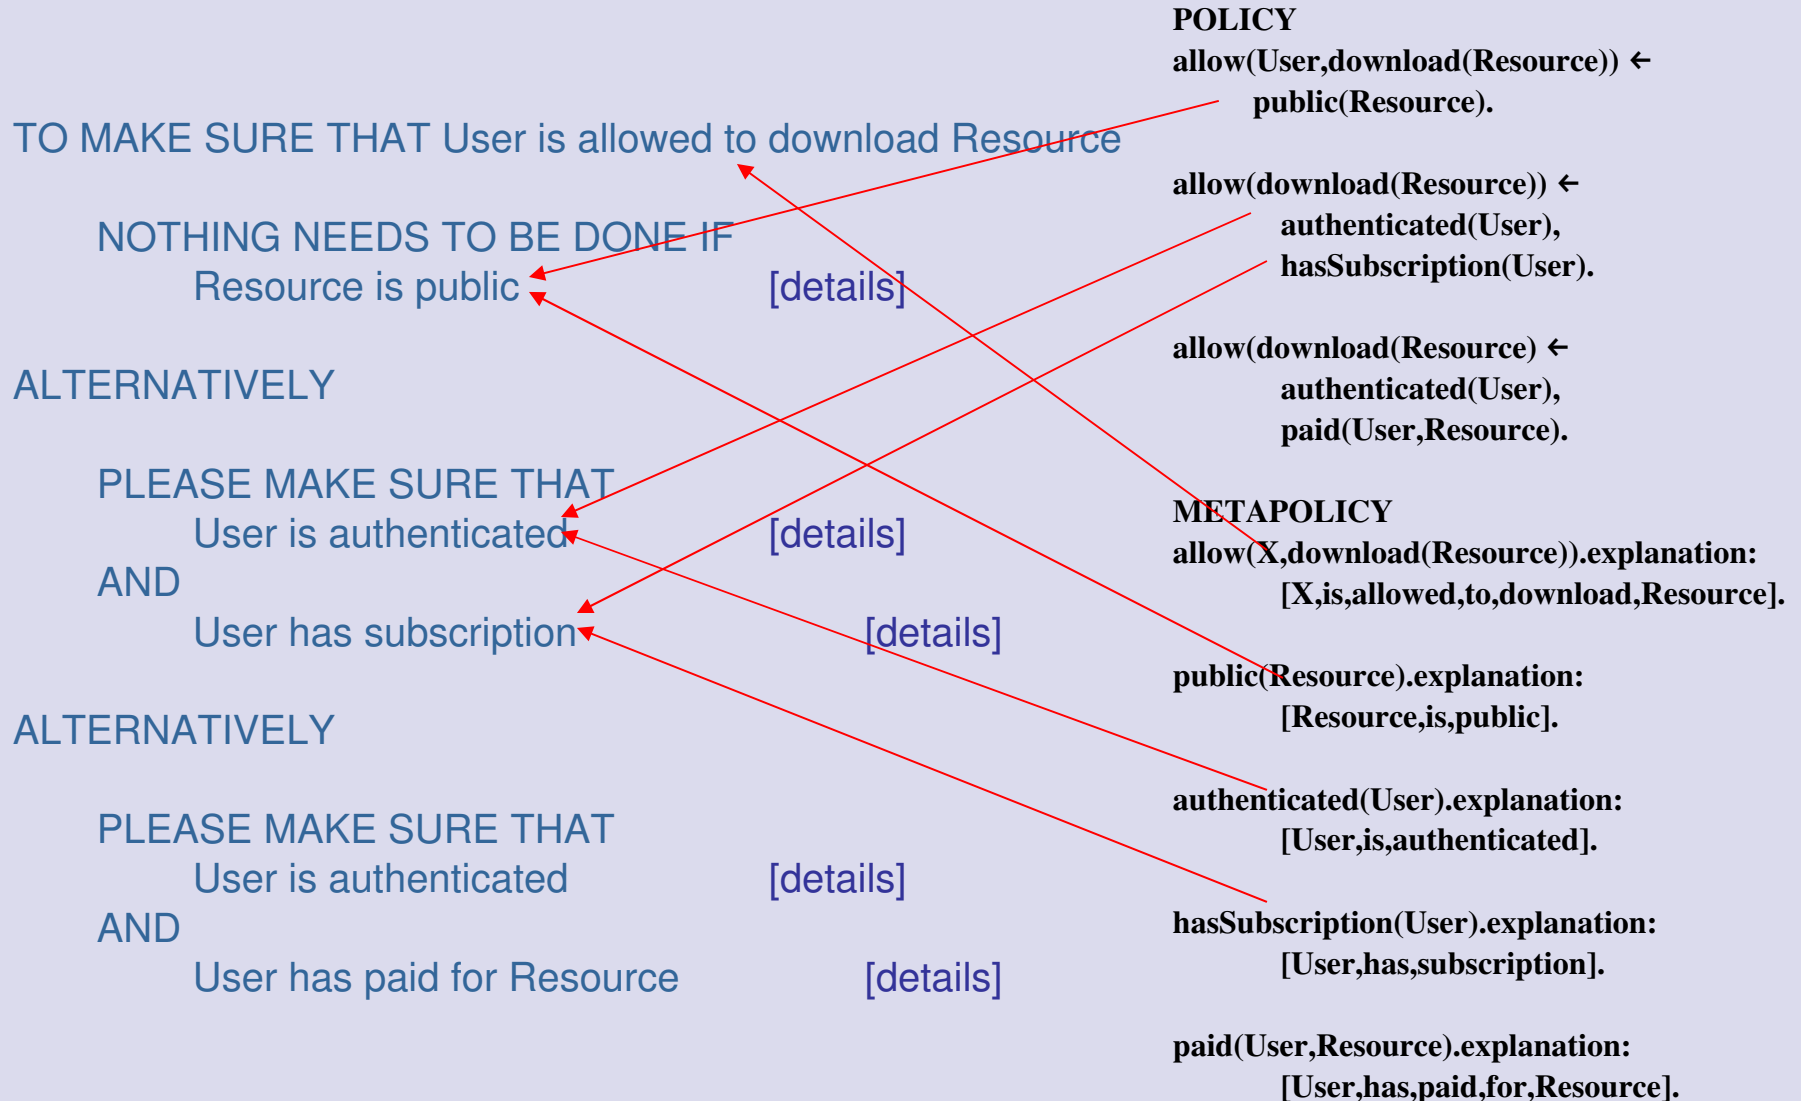 TO MAKE SURE THAT User is allowed to download Resource
NOTHING NEEDS TO BE DONE IF
Resource is public [details]
ALTERNATIVELY
PLEASE MAKE SURE THAT
User is authenticated [details]
AND
User has subscription [details]
ALTERNATIVELY
PLEASE MAKE SURE THAT
User is authenticated [details]
AND
User has paid for Resource [details]
POLICY
allow(User,download(Resource)) ←
public(Resource).
allow(download(Resource)) ←
authenticated(User),
hasSubscription(User).
allow(download(Resource) ←
authenticated(User),
paid(User,Resource).
METAPOLICY
allow(X,download(Resource)).explanation:
[X,is,allowed,to,download,Resource].
public(Resource).explanation:
[Resource,is,public].
authenticated(User).explanation:
[User,is,authenticated].
hasSubscription(User).explanation:
[User,has,subscription].
paid(User,Resource).explanation:
[User,has,paid,for,Resource].